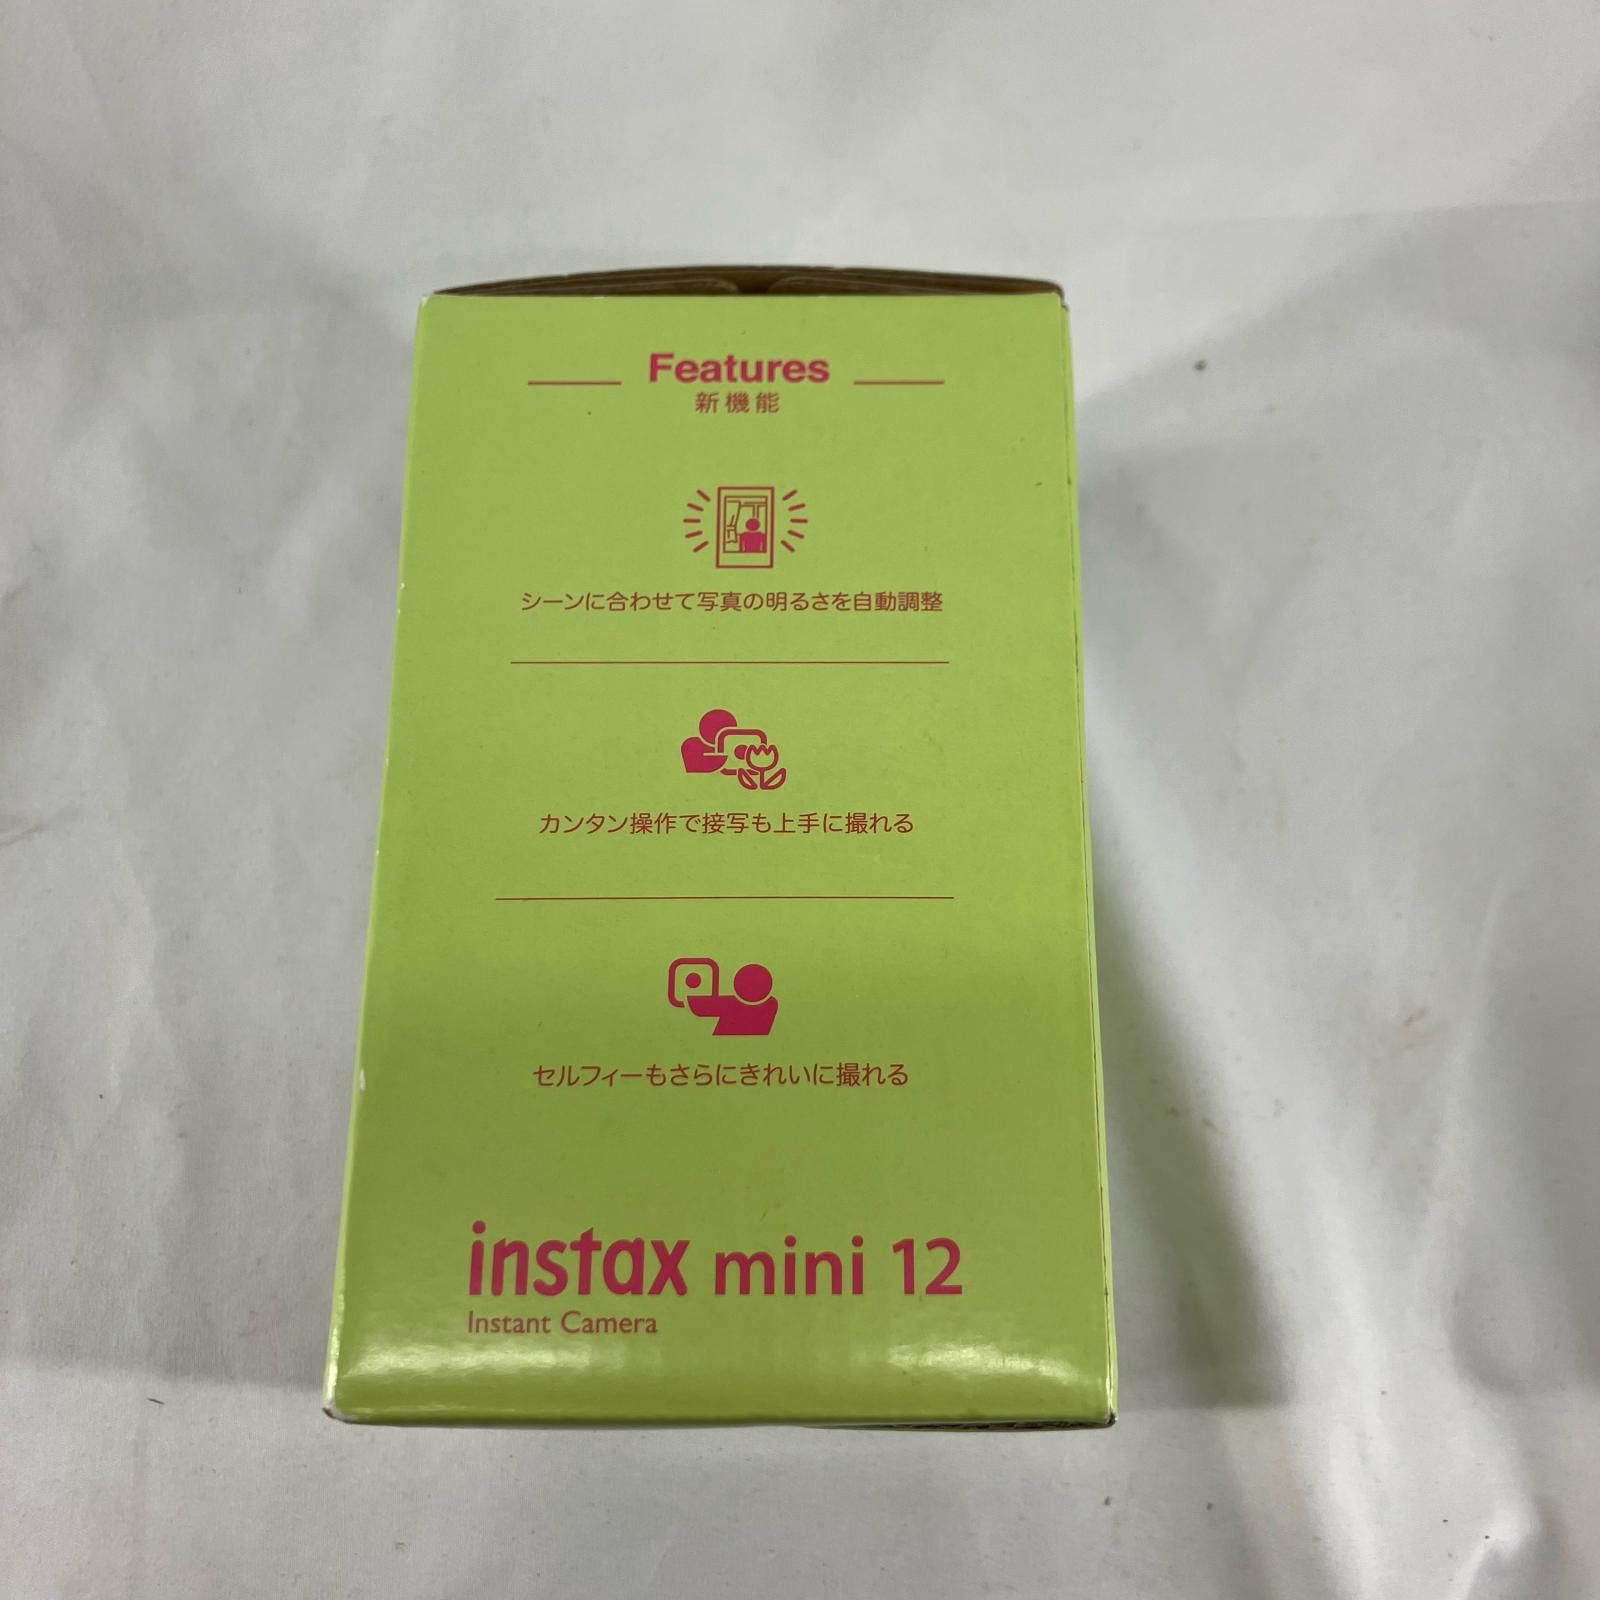 Features
新機能
シーンに合わせて写真の明るさを自動調整
カンタン操作で接写も上手に撮れる
セルフィーもさらにきれいに撮れる
instax mini 12
Instant Camera